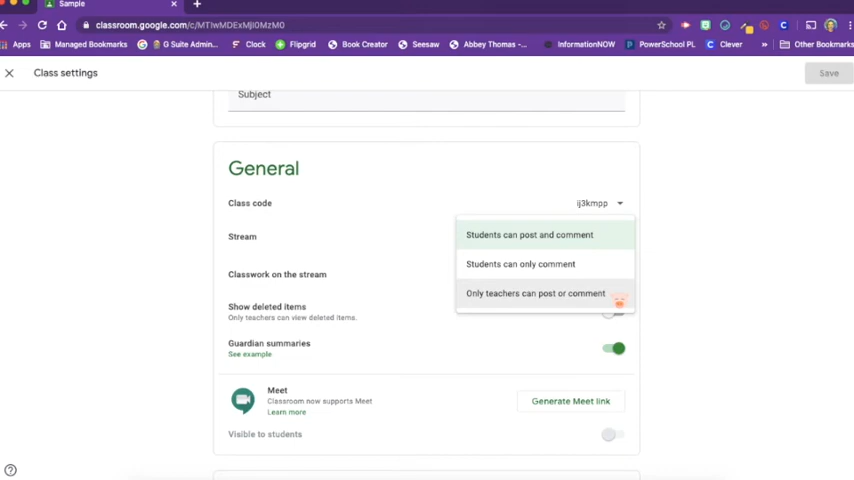 Sample
classroom.google.com/c/MTIwMDExMjI0MzM0
Apps Managed Bookmarks G Suite Admin... Clock Flipgrid Book Creator Seesaw Abbey Thomas -... InformationNOW PowerSchool PL Clever » Other Bookmarks
Class settings Save
Subject
General
Class code ij3kmpp
Stream
Students can post and comment
Students can only comment
Only teachers can post or comment
Classwork on the stream
Show deleted items
Only teachers can view deleted items.
Guardian summaries
See example
Meet
Classroom now supports Meet
Learn more
Generate Meet link
Visible to students